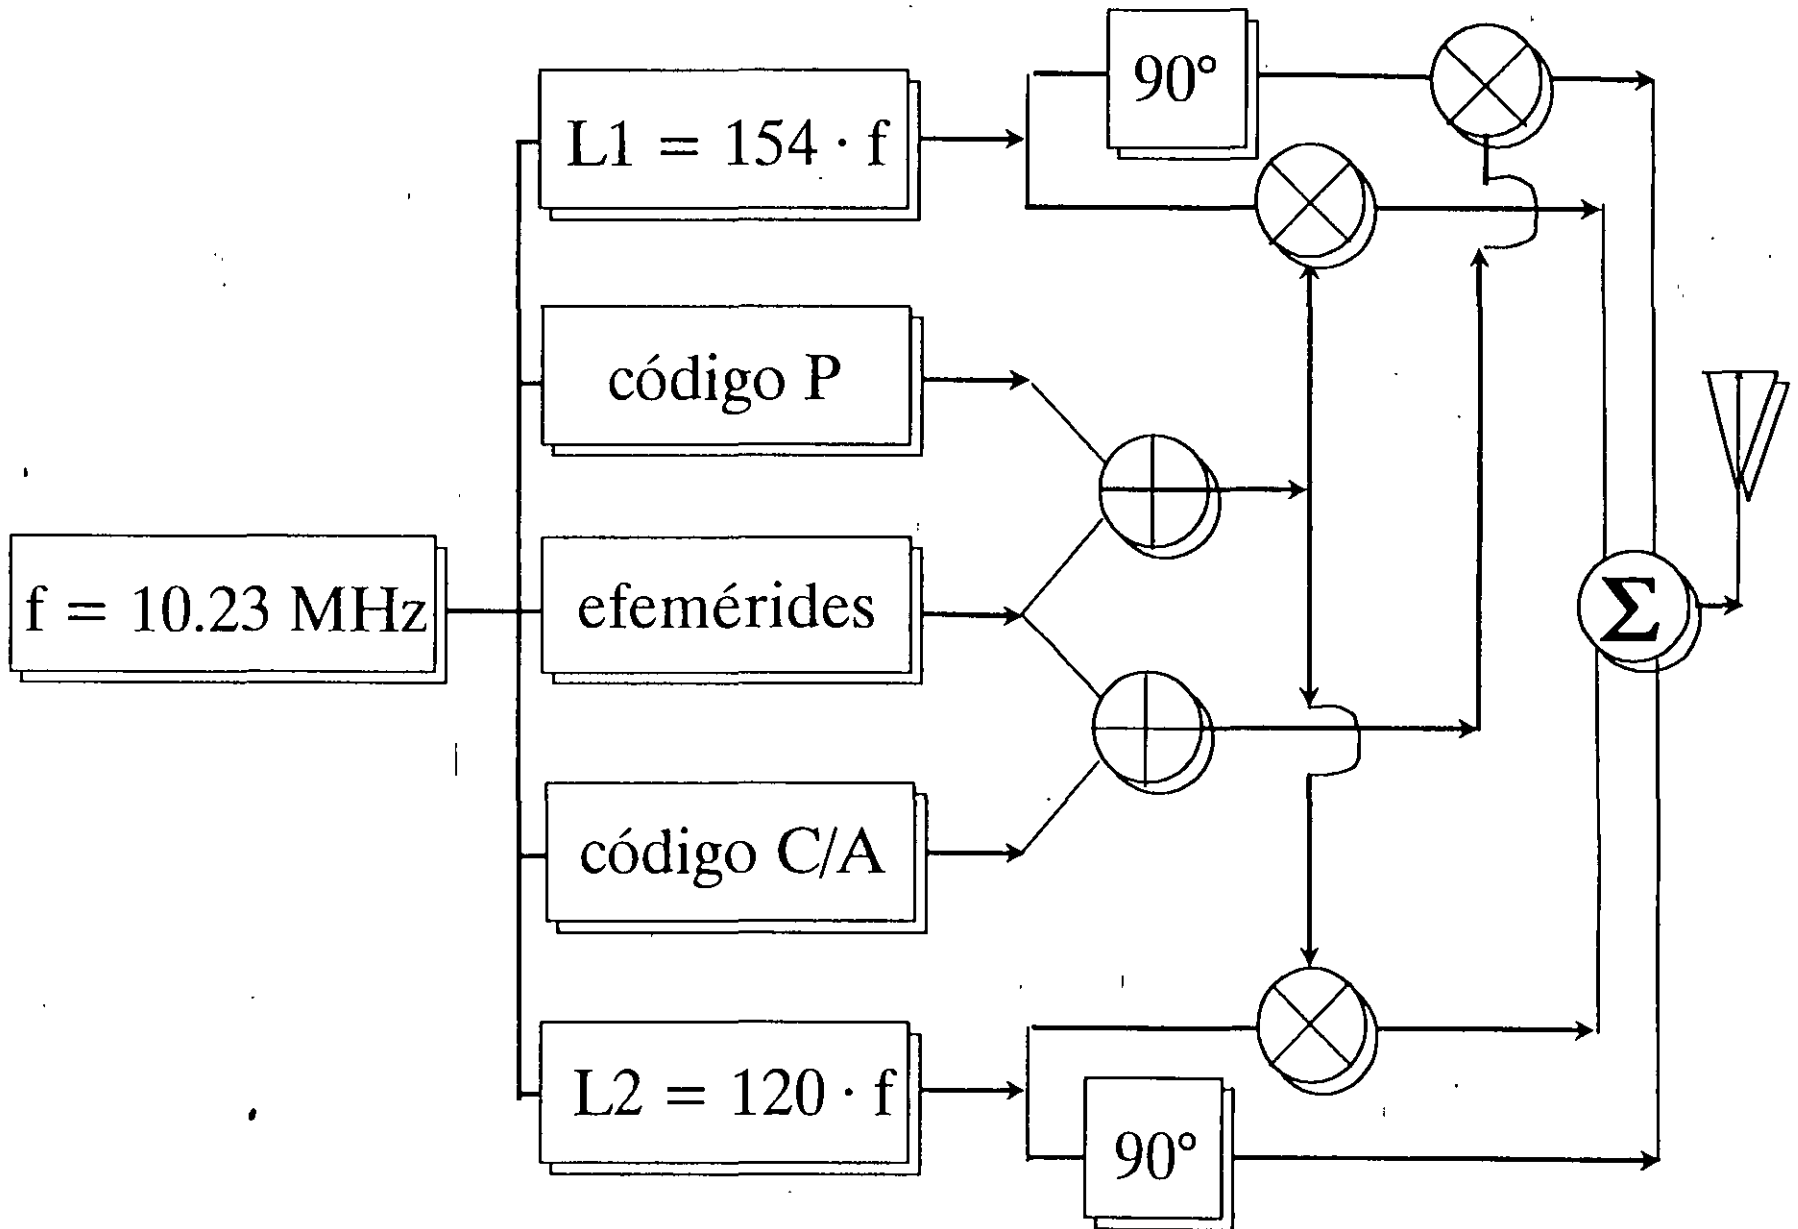 90°
L1 = 154 · f
código P
efemérides
f = 10.23 MHz
Σ
código C/A
L2 = 120 · f
90°